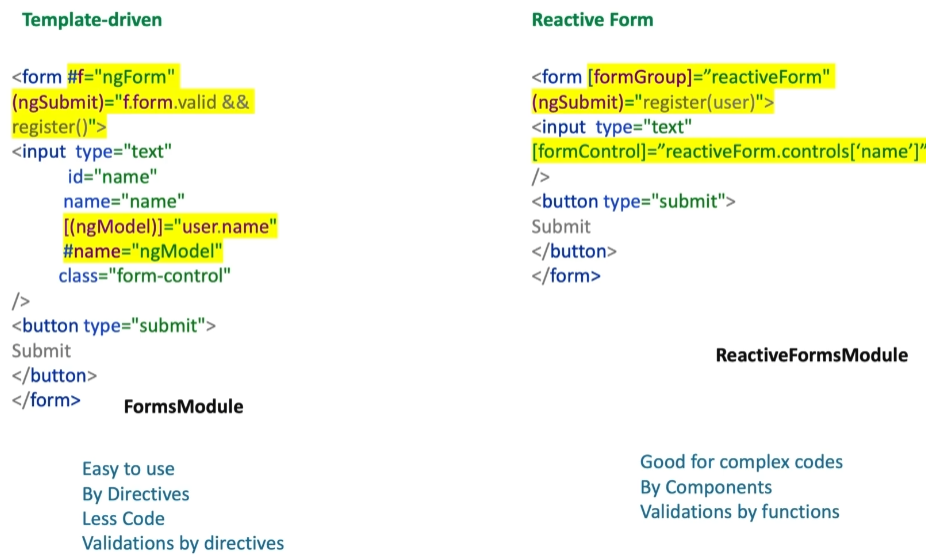 Template-driven
<form #f="ngForm"
(ngSubmit)="f.form.valid &&
register()">
<input type="text"
id="name"
name="name"
[(ngModel)]="user.name"
#name="ngModel"
class="form-control"
/>
<button type="submit">
Submit
</button>
</form>
FormsModule
Easy to use
By Directives
Less Code
Validations by directives
Reactive Form
<form [formGroup]=”reactiveForm"
(ngSubmit)="register(user)">
<input type="text"
[formControl]=”reactiveForm.controls[‘name’]”
/>
<button type="submit">
Submit
</button>
</form>
ReactiveFormsModule
Good for complex codes
By Components
Validations by functions